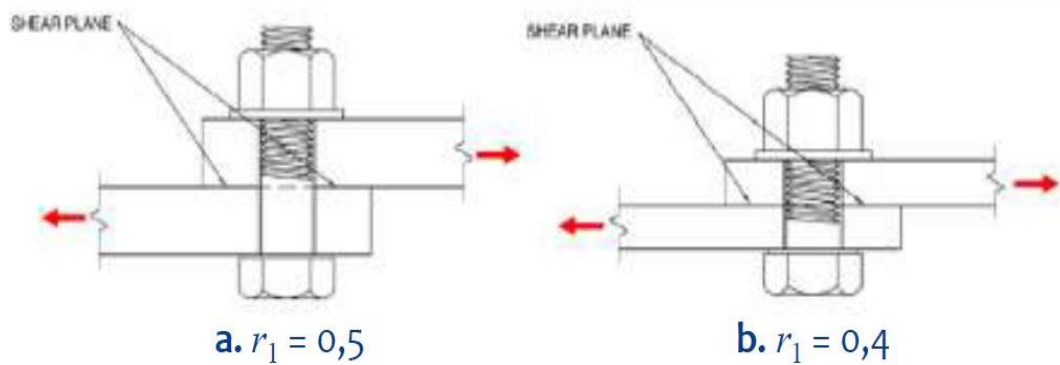 SHEAR PLANE
SHEAR PLANE
a. r₁ = 0,5
b. r₁ = 0,4